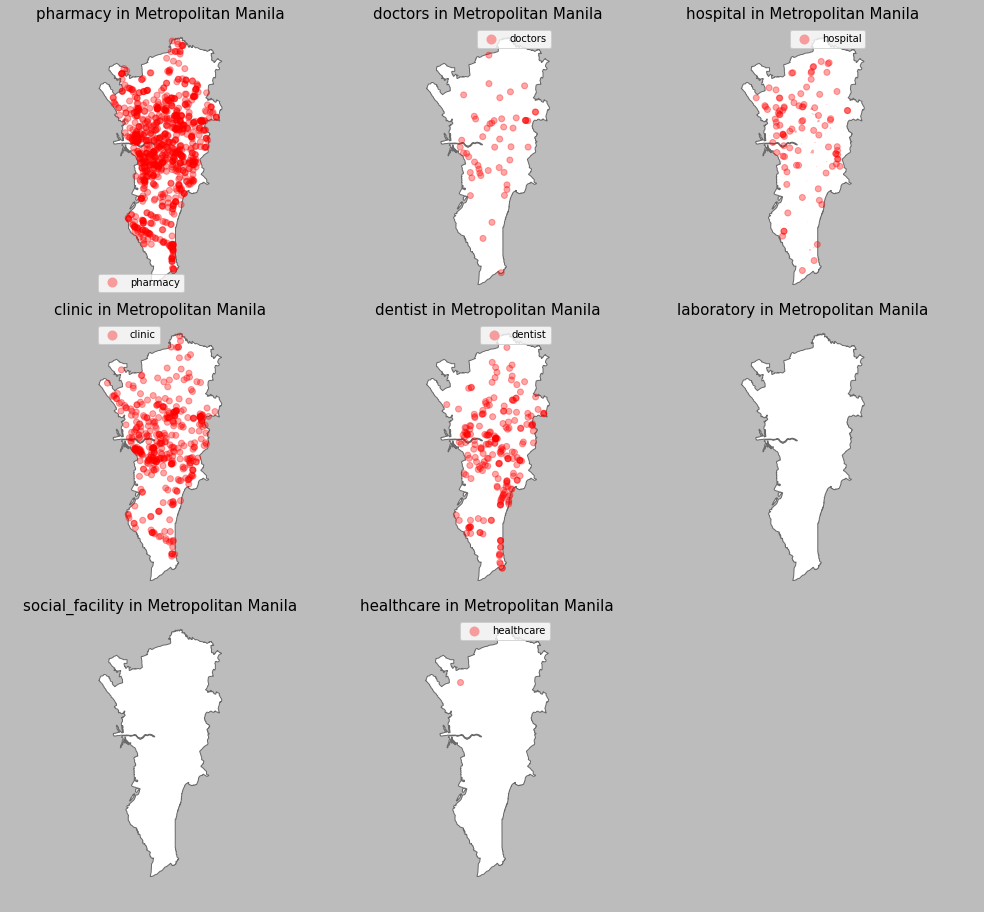 pharmacy in Metropolitan Manila
doctors in Metropolitan Manila
hospital in Metropolitan Manila
doctors
hospital
pharmacy
clinic in Metropolitan Manila
dentist in Metropolitan Manila
laboratory in Metropolitan Manila
clinic
dentist
social_facility in Metropolitan Manila
healthcare in Metropolitan Manila
healthcare